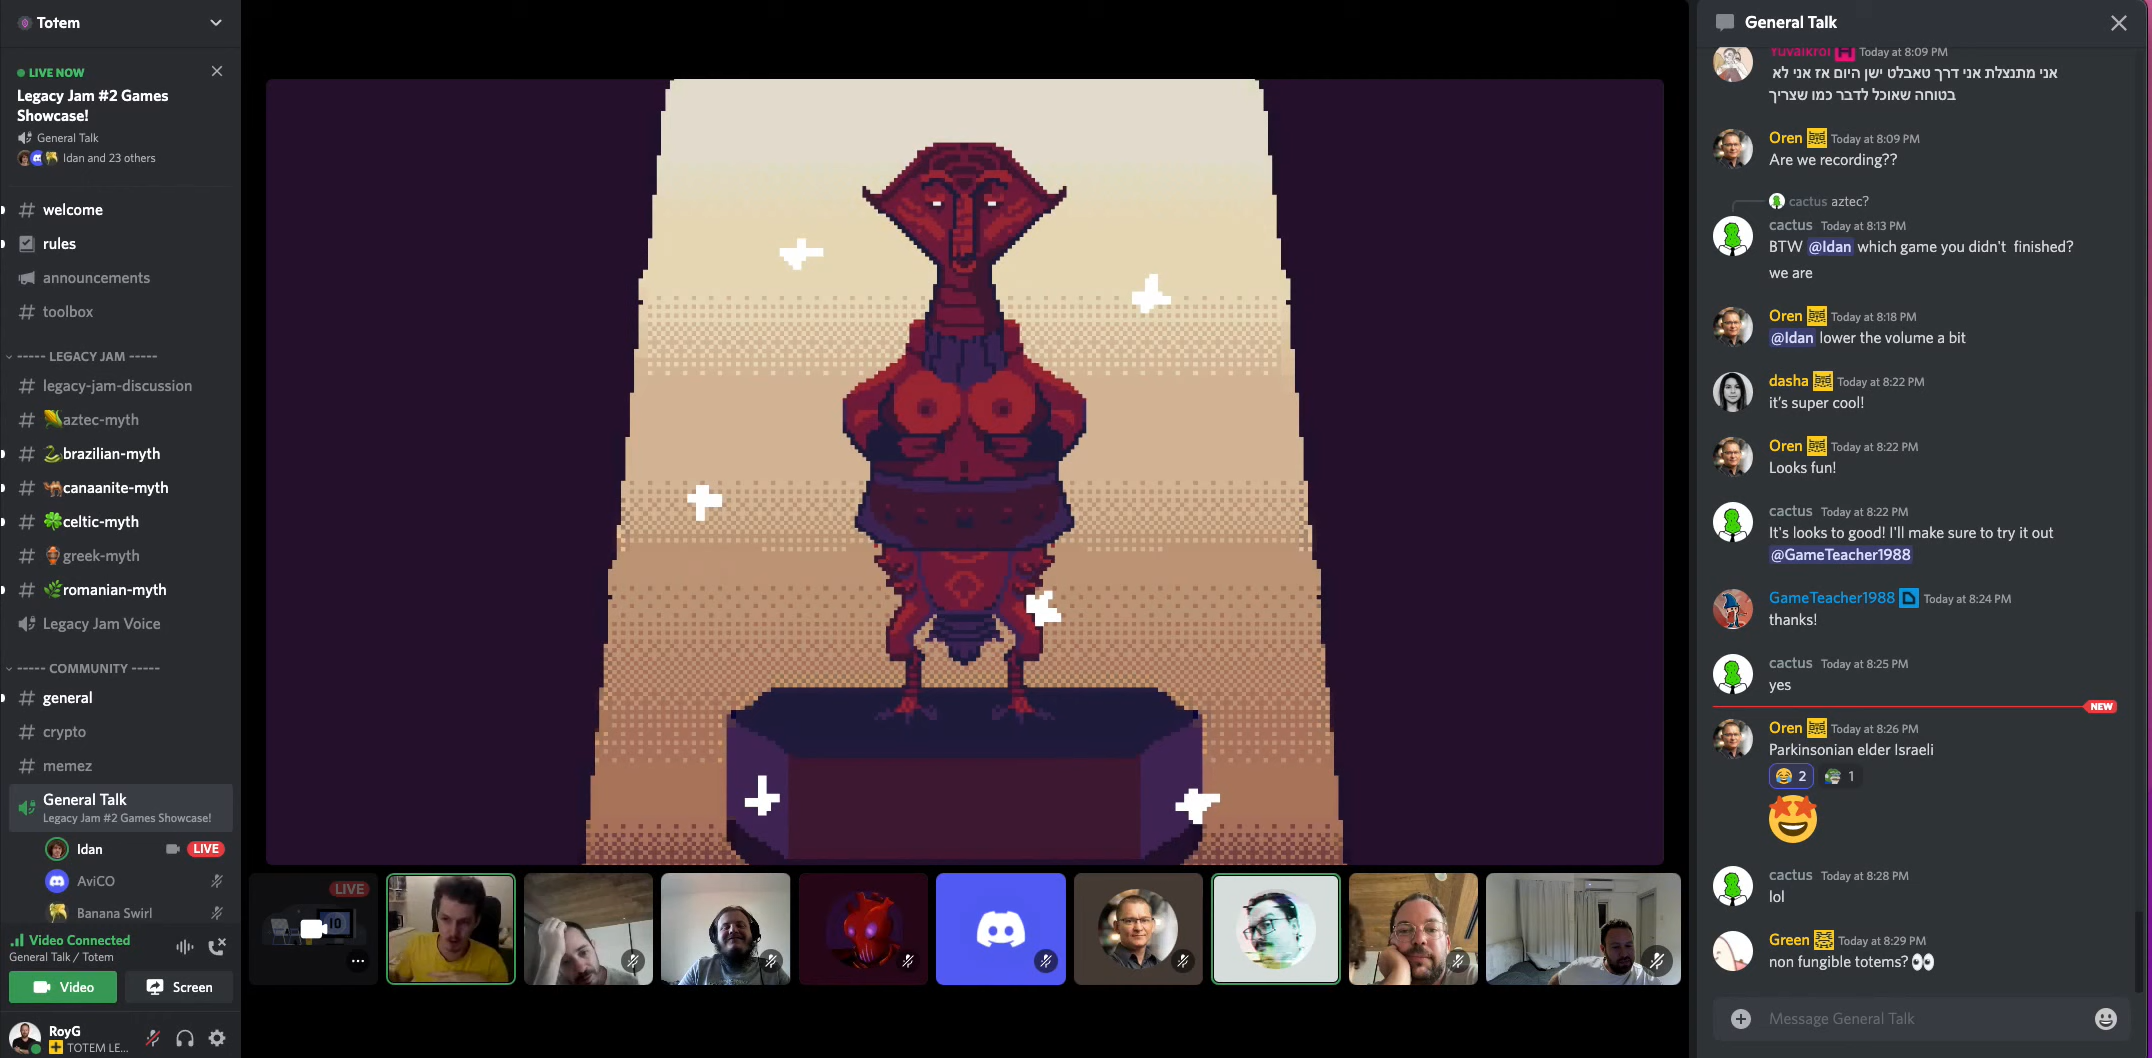 Totem
LIVE NOW
Legacy Jam #2 Games
Showcase!
General Talk
Idan and 23 others
welcome
rules
announcements
toolbox
----- LEGACY JAM -----
legacy-jam-discussion
aztec-myth
brazilian-myth
canaanite-myth
celtic-myth
greek-myth
romanian-myth
Legacy Jam Voice
----- COMMUNITY -----
general
crypto
memez
General Talk
Legacy Jam #2 Games Showcase!
Idan LIVE
AviCO
Banana Swirl
Video Connected
General Talk / Totem
Video Screen
RoyG
TOTEM LE...
LIVE
General Talk
Yuvalkrol Today at 8:09 PM
אני מתנצלת אני דרך טאבלט ישן היום אז אני לא
בטוחה שאוכל לדבר כמו שצריך
Oren Today at 8:09 PM
Are we recording??
cactus aztec?
cactus Today at 8:13 PM
BTW @Idan which game you didn't finished?
we are
Oren Today at 8:18 PM
@Idan lower the volume a bit
dasha Today at 8:22 PM
it's super cool!
Oren Today at 8:22 PM
Looks fun!
cactus Today at 8:22 PM
It's looks to good! I'll make sure to try it out
@GameTeacher1988
GameTeacher1988 Today at 8:24 PM
thanks!
cactus Today at 8:25 PM
yes
NEW
Oren Today at 8:26 PM
Parkinsonian elder Israeli
2 1
cactus Today at 8:28 PM
lol
Green Today at 8:29 PM
non fungible totems?
Message General Talk